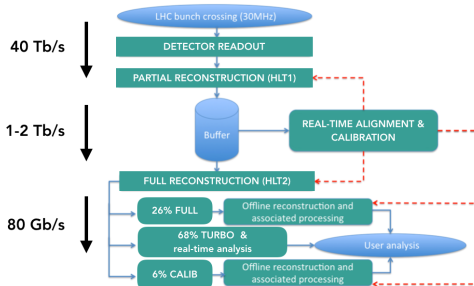 LHC bunch crossing (30MHz)
40 Tb/s
DETECTOR READOUT
PARTIAL RECONSTRUCTION (HLT1)
1-2 Tb/s
Buffer
REAL-TIME ALIGNMENT &
CALIBRATION
FULL RECONSTRUCTION (HLT2)
80 Gb/s
26% FULL
Offline reconstruction and
associated processing
68% TURBO &
real-time analysis
User analysis
6% CALIB
Offline reconstruction and
associated processing